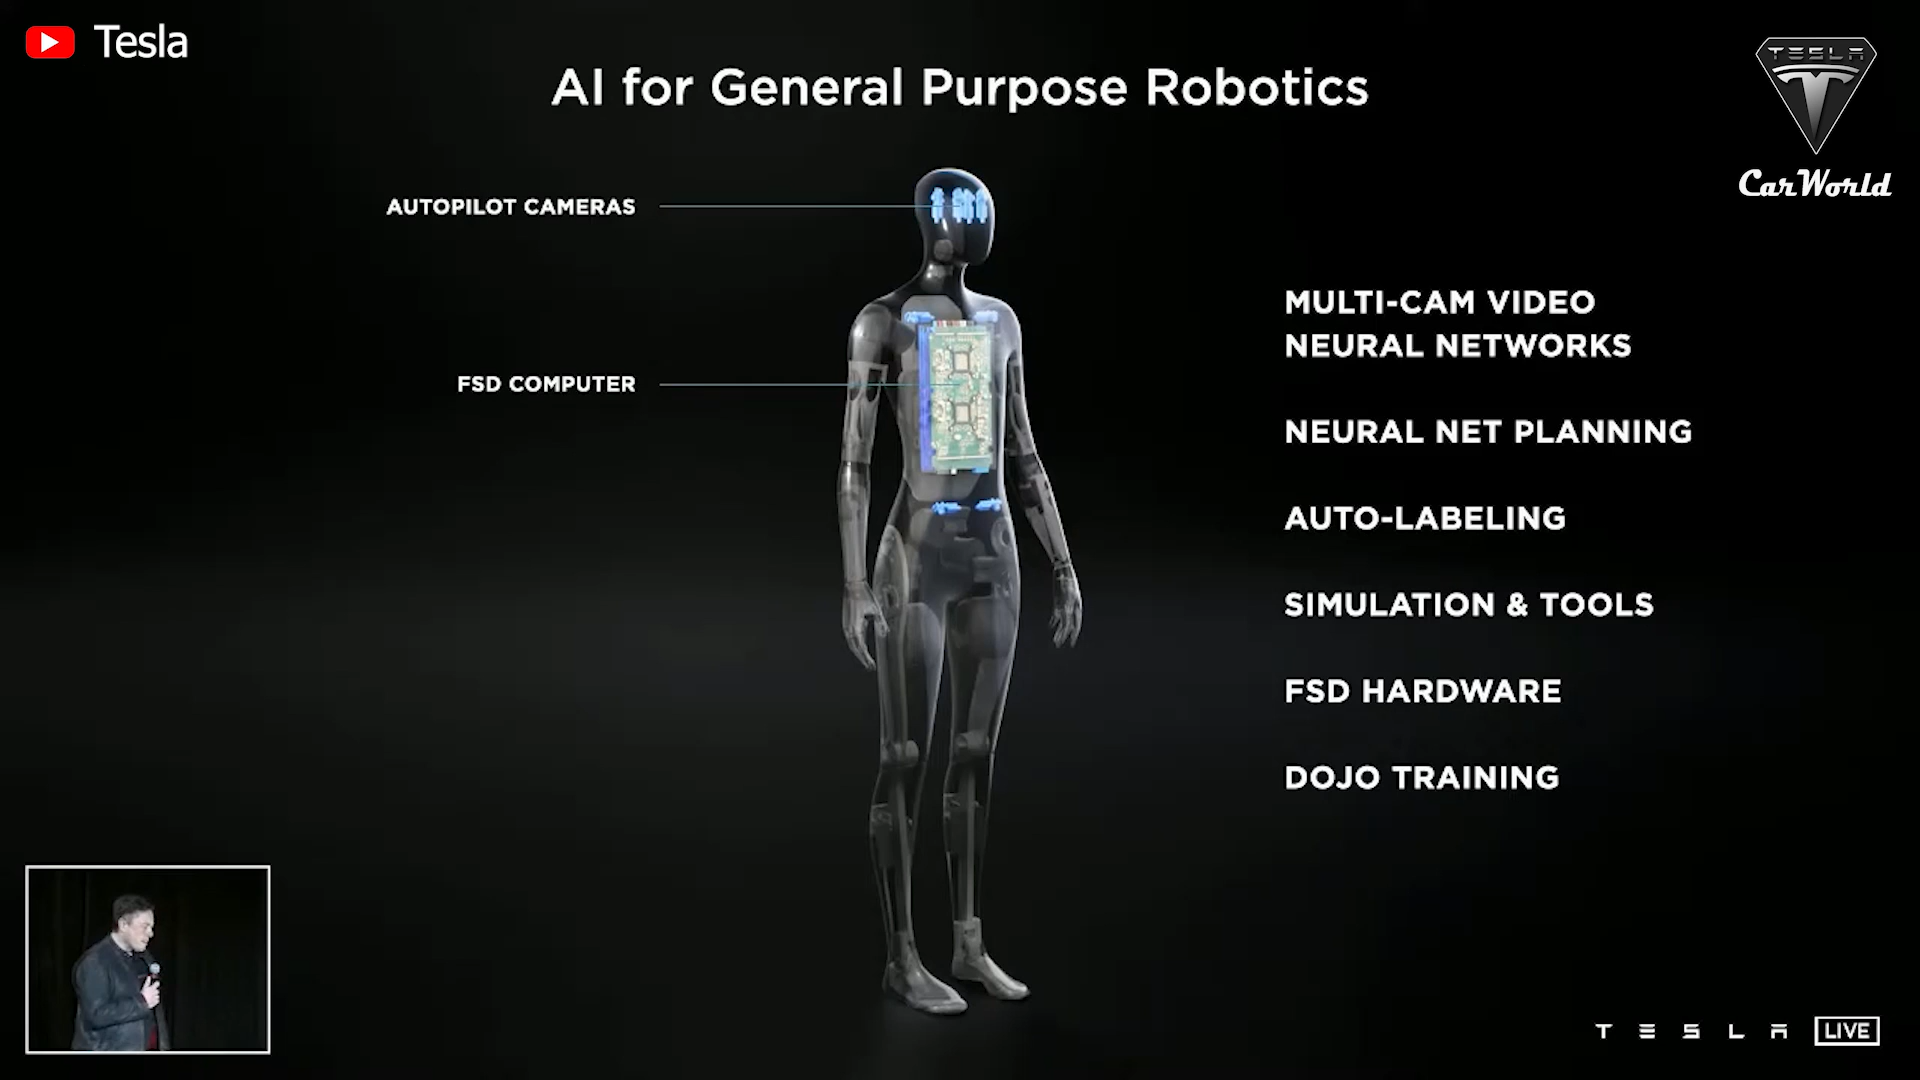 Tesla
TESLA
CarWorld
AI for General Purpose Robotics
AUTOPILOT CAMERAS
FSD COMPUTER
MULTI-CAM VIDEO
NEURAL NETWORKS
NEURAL NET PLANNING
AUTO-LABELING
SIMULATION & TOOLS
FSD HARDWARE
DOJO TRAINING
TESLA LIVE